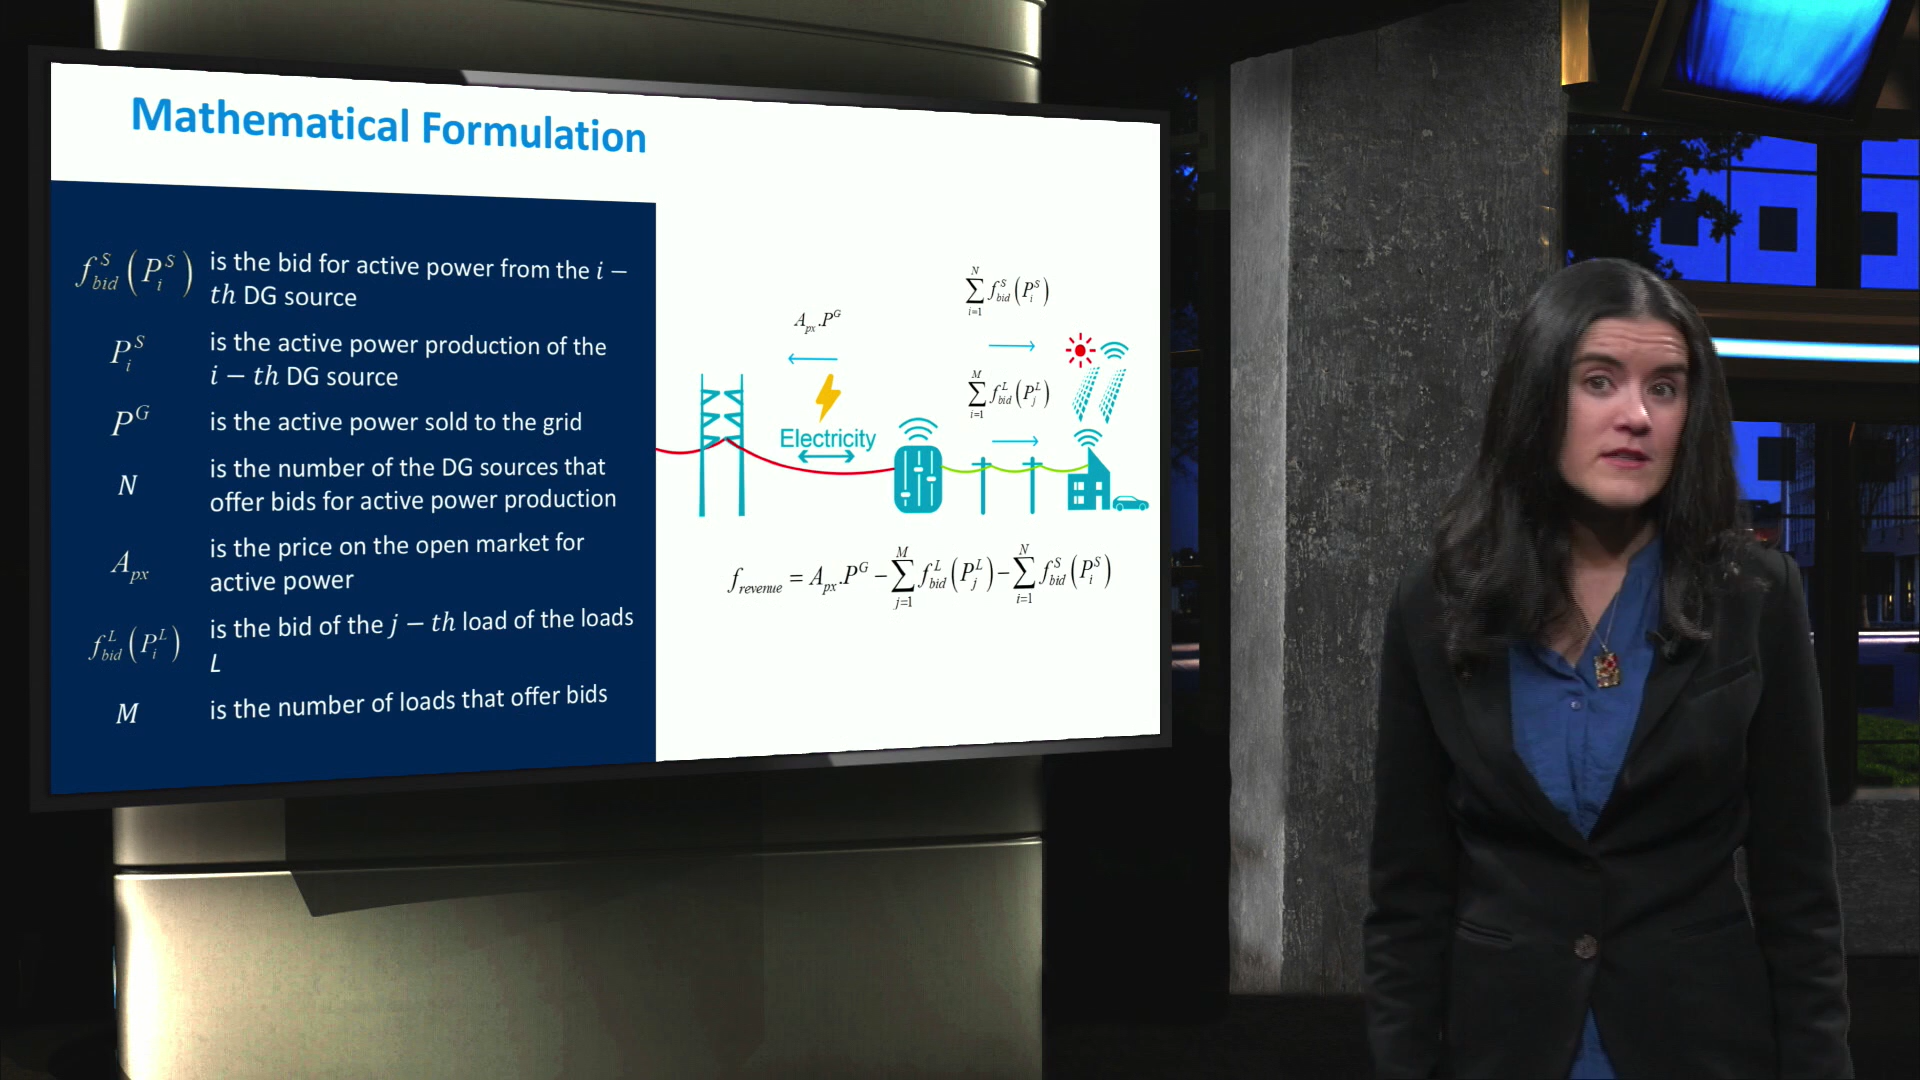 Mathematical Formulation
f^S_bid (P^S_i) is the bid for active power from the i −
th DG source
P^S_i is the active power production of the
i − th DG source
P^G is the active power sold to the grid
N is the number of the DG sources that
offer bids for active power production
A_px is the price on the open market for
active power
f^L_bid (P^L_i) is the bid of the j − th load of the loads
L
M is the number of loads that offer bids
∑_{i=1}^{N} f^S_bid (P^S_i)
A_px.P^G
∑_{i=1}^{M} f^L_bid (P^L_j)
Electricity
f_revenue = A_px.P^G − ∑_{j=1}^{M} f^L_bid (P^L_j) − ∑_{i=1}^{N} f^S_bid (P^S_i)